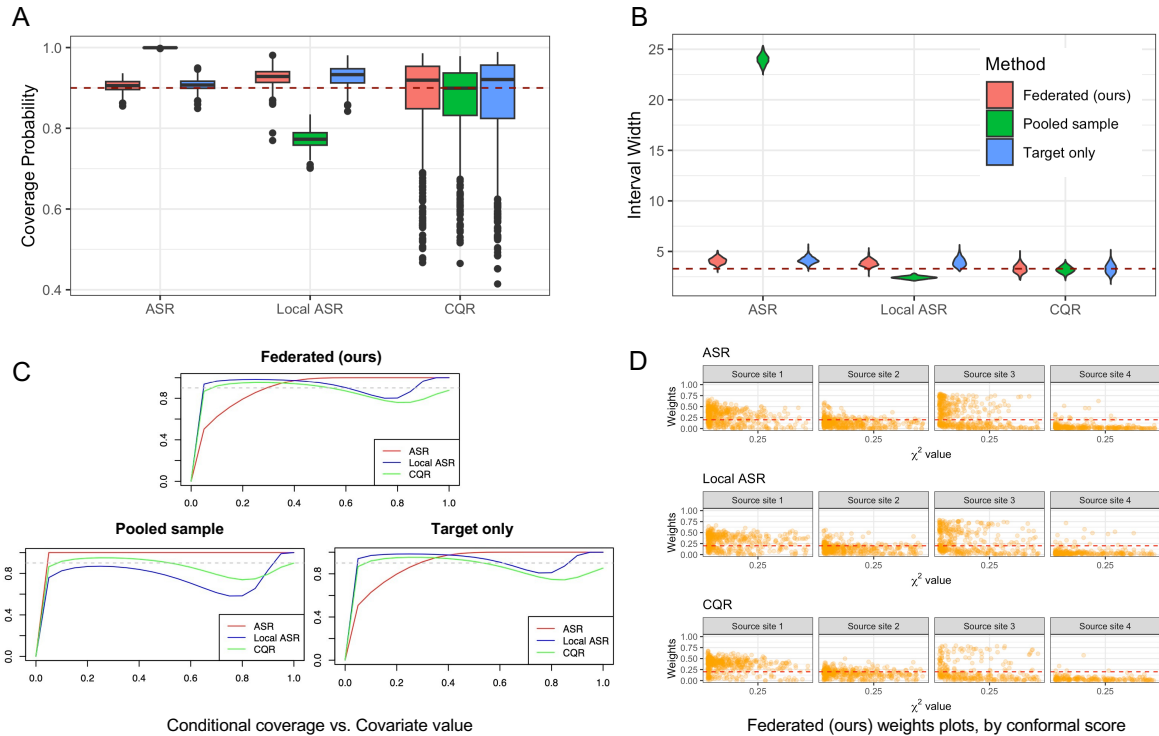 A
Coverage Probability
1.0
0.8
0.6
0.4
ASR
Local ASR
CQR
B
Interval Width
25
20
15
10
5
Method
Federated (ours)
Pooled sample
Target only
ASR
Local ASR
CQR
C
Federated (ours)
0.8
0.4
0.0
ASR
Local ASR
CQR
0.0 0.2 0.4 0.6 0.8 1.0
Pooled sample
0.8
0.4
0.0
ASR
Local ASR
CQR
0.0 0.2 0.4 0.6 0.8 1.0
Target only
0.8
0.4
0.0
ASR
Local ASR
CQR
0.0 0.2 0.4 0.6 0.8 1.0
Conditional coverage vs. Covariate value
D
ASR
Source site 1 Source site 2 Source site 3 Source site 4
Weights
1.00
0.75
0.50
0.25
0.00
0.25 0.25 0.25 0.25
χ² value
Local ASR
Source site 1 Source site 2 Source site 3 Source site 4
Weights
1.00
0.75
0.50
0.25
0.00
0.25 0.25 0.25 0.25
χ² value
CQR
Source site 1 Source site 2 Source site 3 Source site 4
Weights
1.00
0.75
0.50
0.25
0.00
0.25 0.25 0.25 0.25
χ² value
Federated (ours) weights plots, by conformal score